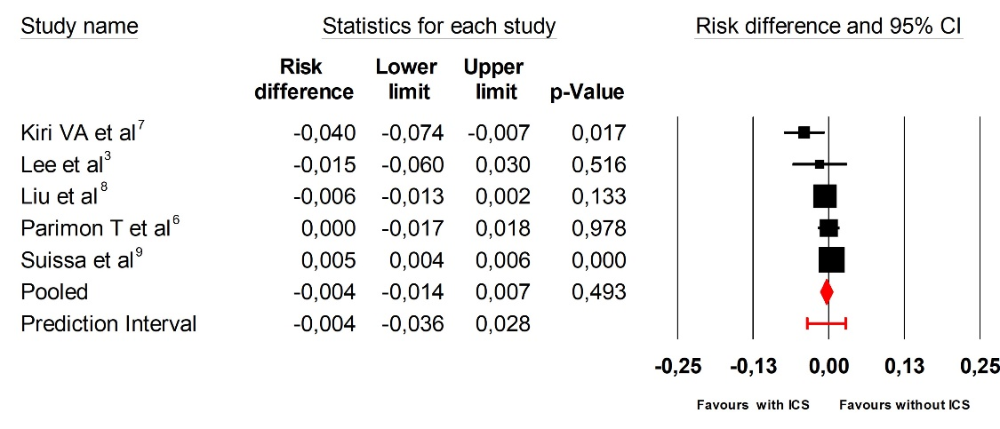 Study name Statistics for each study Risk difference and 95% CI
Risk difference Lower limit Upper limit p-Value
Kiri VA et al7 -0,040 -0,074 -0,007 0,017
Lee et al3 -0,015 -0,060 0,030 0,516
Liu et al8 -0,006 -0,013 0,002 0,133
Parimon T et al6 0,000 -0,017 0,018 0,978
Suissa et al9 0,005 0,004 0,006 0,000
Pooled -0,004 -0,014 0,007 0,493
Prediction Interval -0,004 -0,036 0,028
-0,25 -0,13 0,00 0,13 0,25
Favours with ICS Favours without ICS